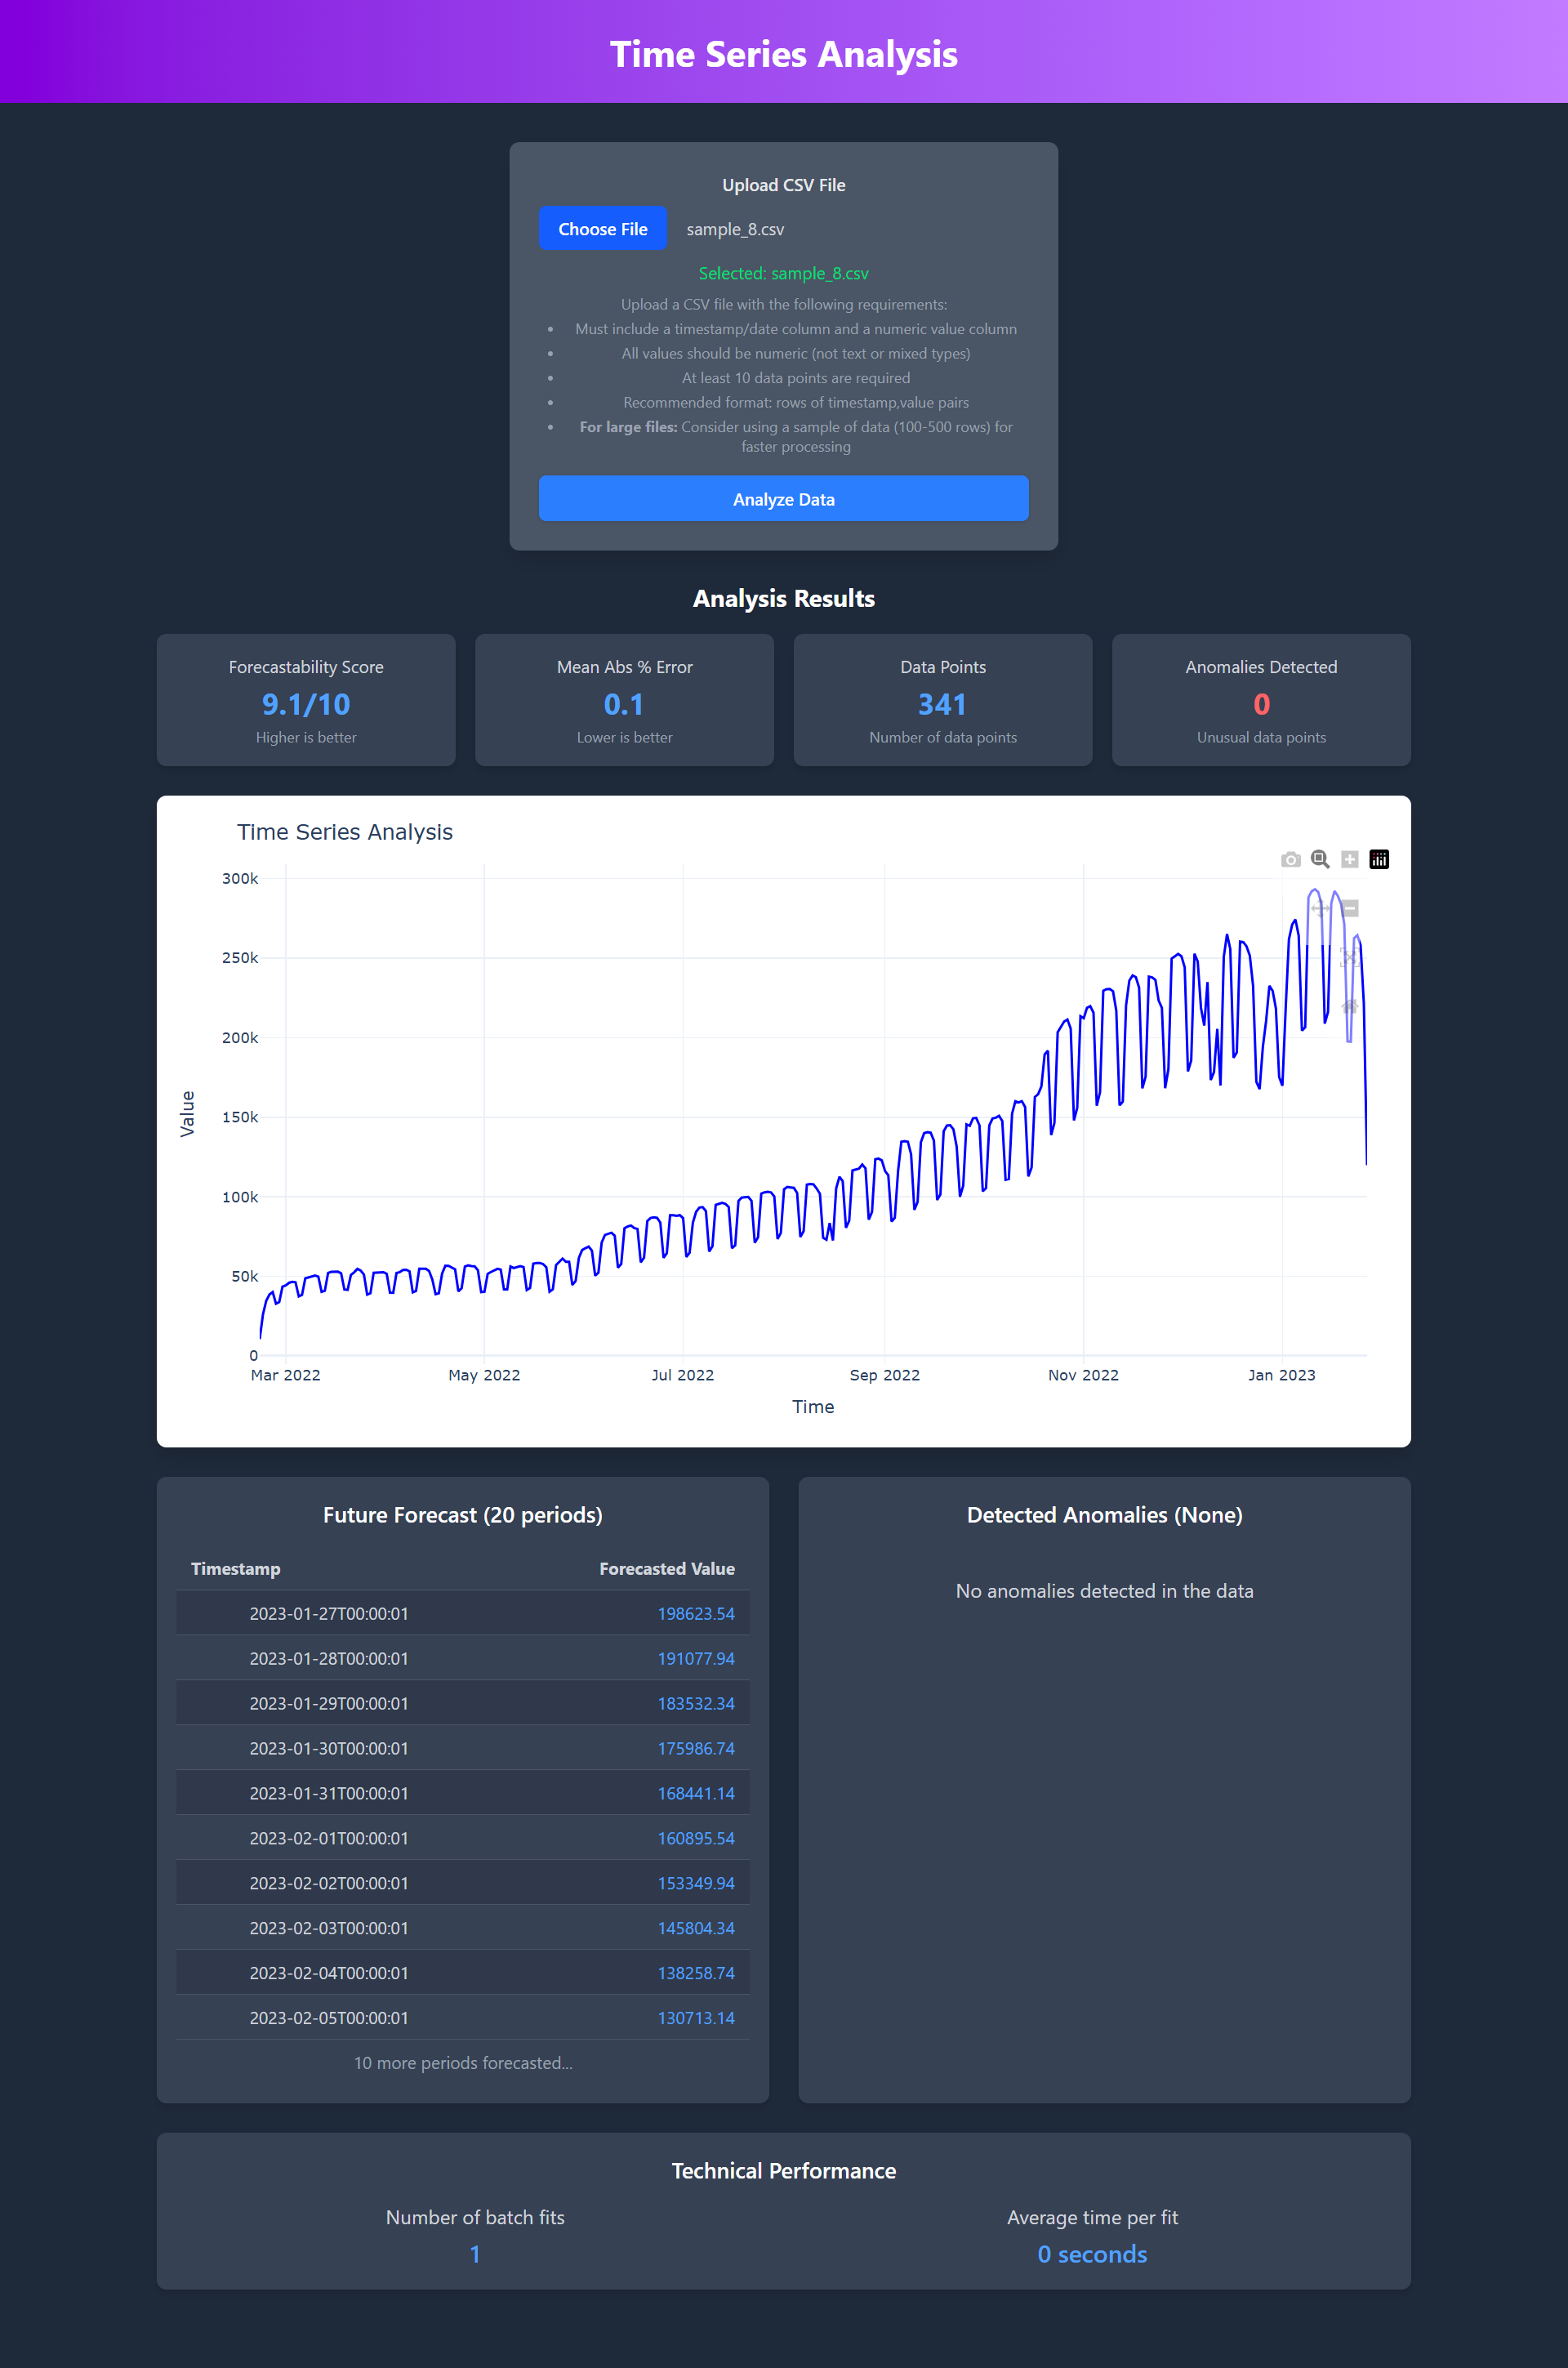 Time Series Analysis
Upload CSV File
Choose File sample_8.csv
Selected: sample_8.csv
Upload a CSV file with the following requirements:
• Must include a timestamp/date column and a numeric value column
• All values should be numeric (not text or mixed types)
• At least 10 data points are required
• Recommended format: rows of timestamp,value pairs
• For large files: Consider using a sample of data (100-500 rows) for
faster processing
Analyze Data
Analysis Results
Forecastability Score
9.1/10
Higher is better
Mean Abs % Error
0.1
Lower is better
Data Points
341
Number of data points
Anomalies Detected
0
Unusual data points
Time Series Analysis
300k
250k
200k
150k
100k
50k
0
Value
Mar 2022 May 2022 Jul 2022 Sep 2022 Nov 2022 Jan 2023
Time
Future Forecast (20 periods)
Timestamp Forecasted Value
2023-01-27T00:00:01 198623.54
2023-01-28T00:00:01 191077.94
2023-01-29T00:00:01 183532.34
2023-01-30T00:00:01 175986.74
2023-01-31T00:00:01 168441.14
2023-02-01T00:00:01 160895.54
2023-02-02T00:00:01 153349.94
2023-02-03T00:00:01 145804.34
2023-02-04T00:00:01 138258.74
2023-02-05T00:00:01 130713.14
10 more periods forecasted...
Detected Anomalies (None)
No anomalies detected in the data
Technical Performance
Number of batch fits
1
Average time per fit
0 seconds